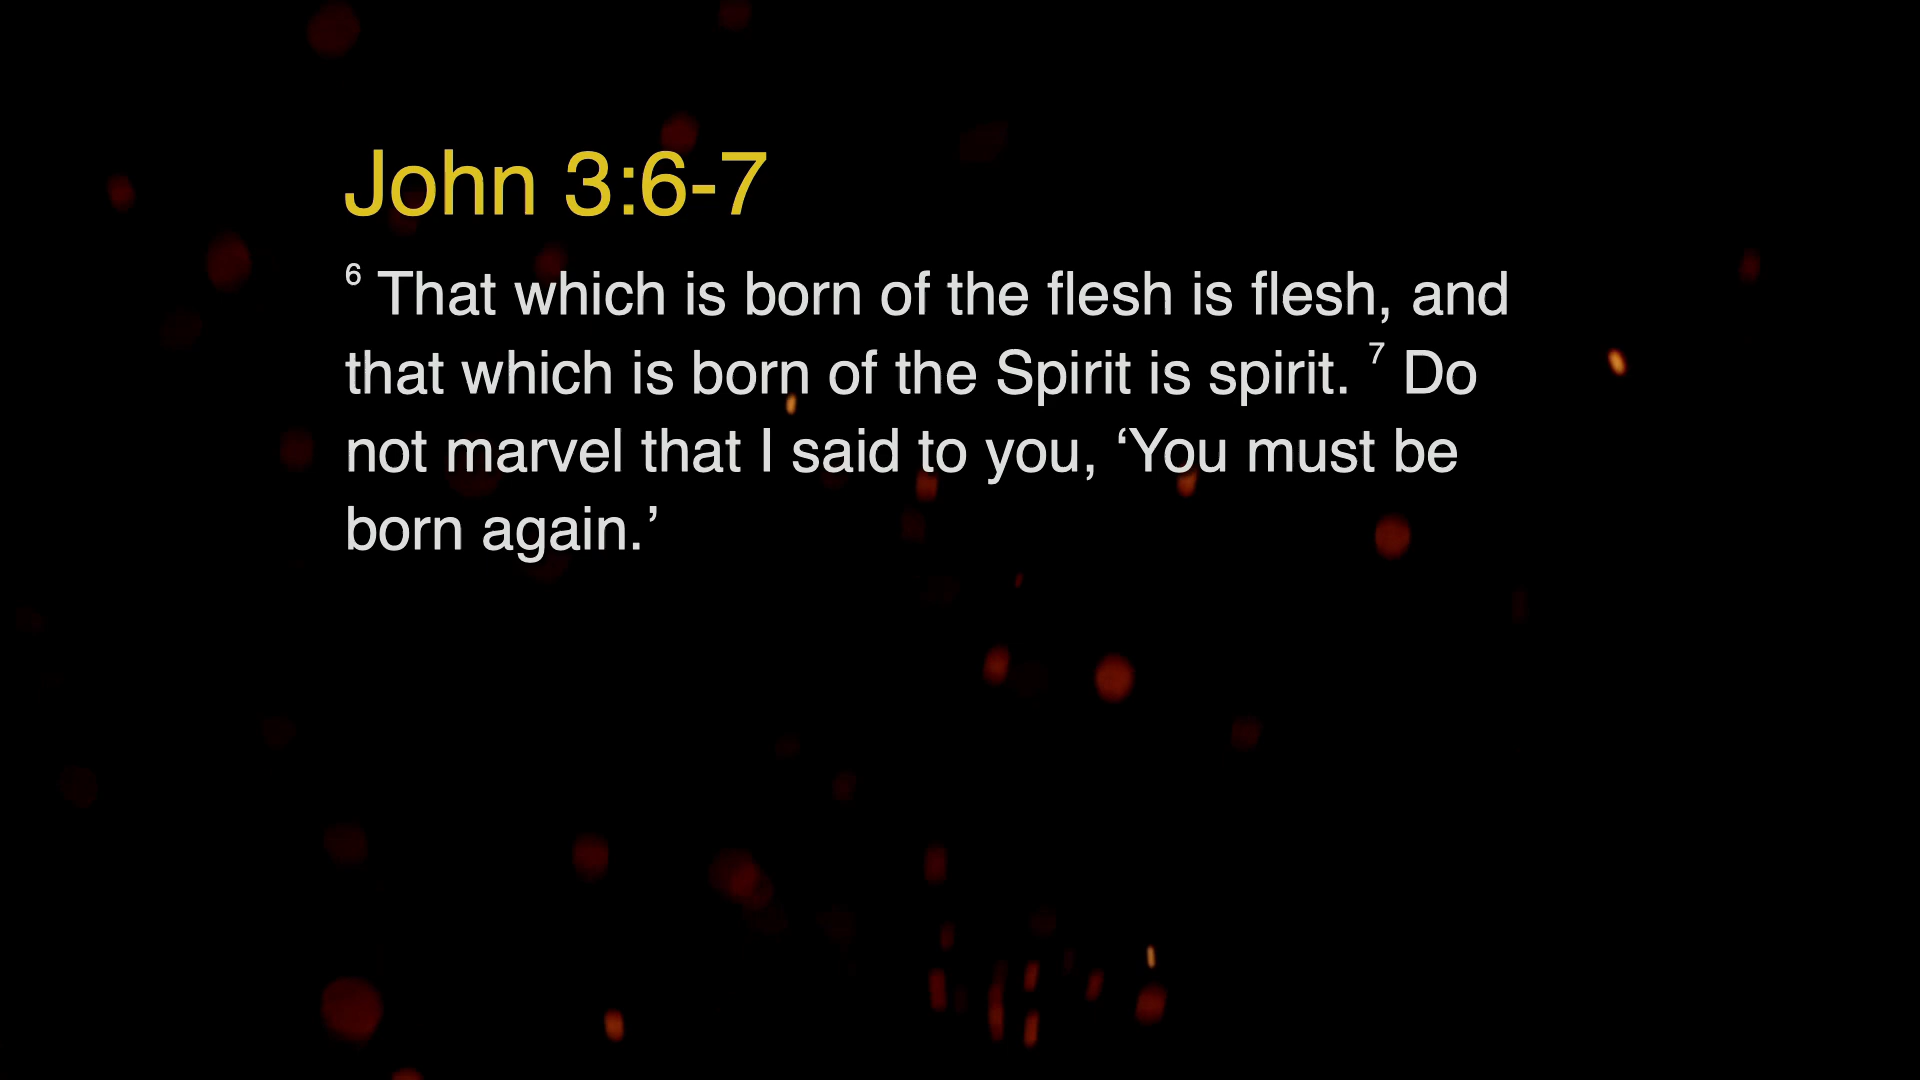 John 3:6-7
6 That which is born of the flesh is flesh, and
that which is born of the Spirit is spirit. 7 Do
not marvel that I said to you, ‘You must be
born again.’